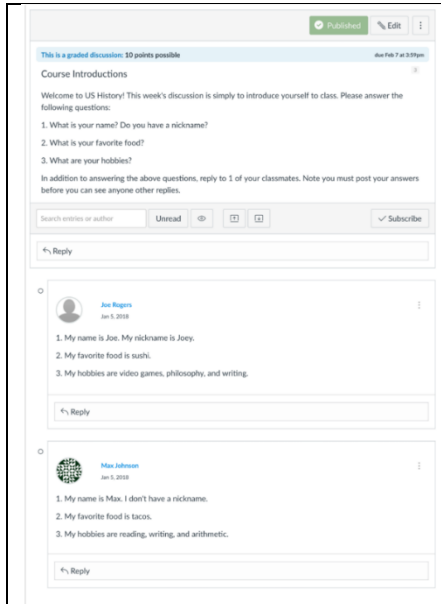 Published Edit
This is a graded discussion: 10 points possible due Feb 7 at 3:59pm
Course Introductions
Welcome to US History! This week's discussion is simply to introduce yourself to class. Please answer the
following questions:
1. What is your name? Do you have a nickname?
2. What is your favorite food?
3. What are your hobbies?
In addition to answering the above questions, reply to 1 of your classmates. Note you must post your answers
before you can see anyone other replies.
Search entries or author Unread Subscribe
Reply
Joe Rogers
Jan 5, 2018
1. My name is Joe. My nickname is Joey.
2. My favorite food is sushi.
3. My hobbies are video games, philosophy, and writing.
Reply
Max Johnson
Jan 5, 2018
1. My name is Max. I don't have a nickname.
2. My favorite food is tacos.
3. My hobbies are reading, writing, and arithmetic.
Reply